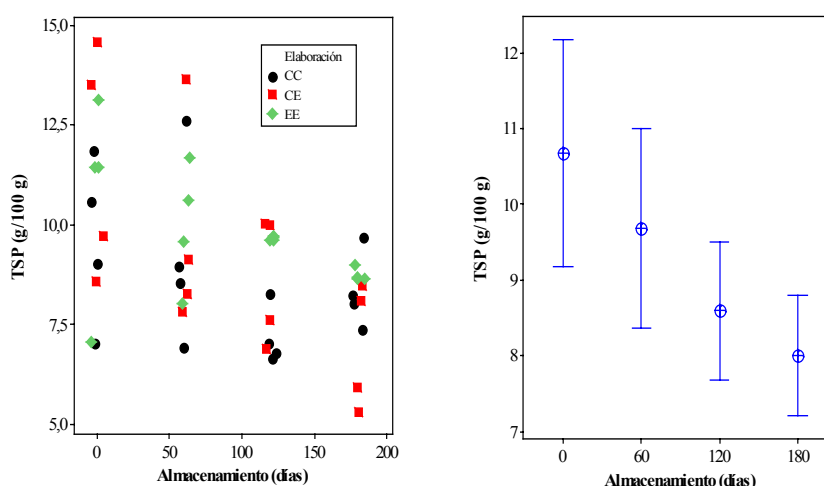 15,0
12,5
10,0
7,5
5,0
TSP (g/100 g)
Elaboración
CC
CE
EE
0 50 100 150 200
Almacenamiento (días)
12
11
10
9
8
7
TSP (g/100 g)
0 60 120 180
Almacenamiento (días)